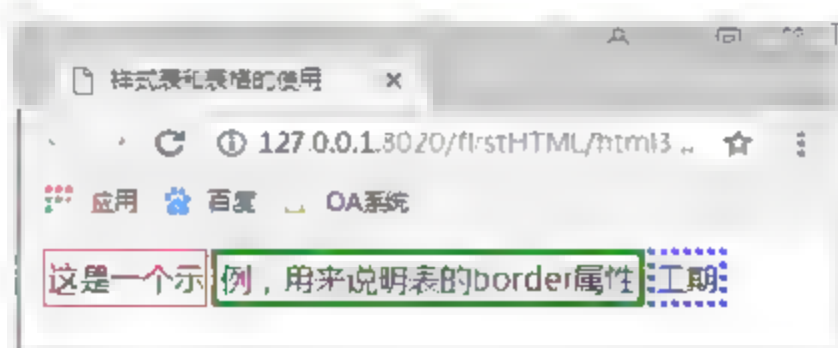 样式表和表格的使用
127.0.0.1:8020/firstHTML/html3
应用 百度 OA系统
这是一个示例，用来说明表的border属性 工期